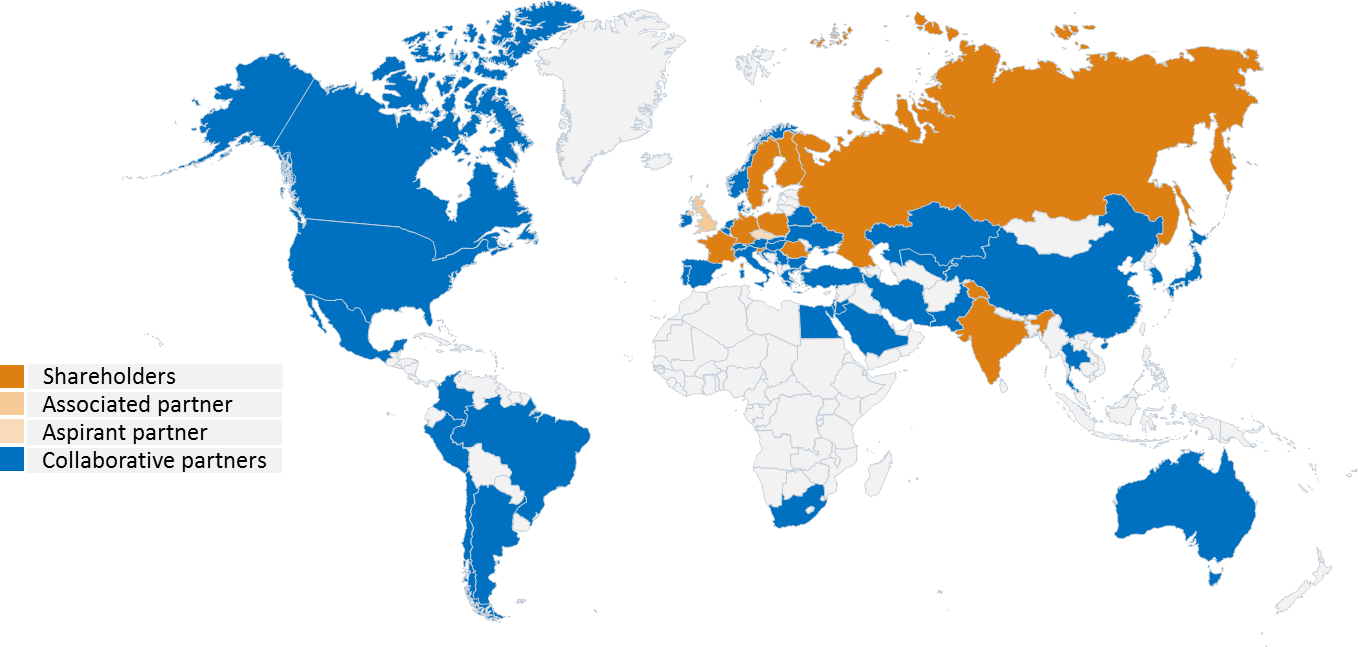 Shareholders
Associated partner
Aspirant partner
Collaborative partners